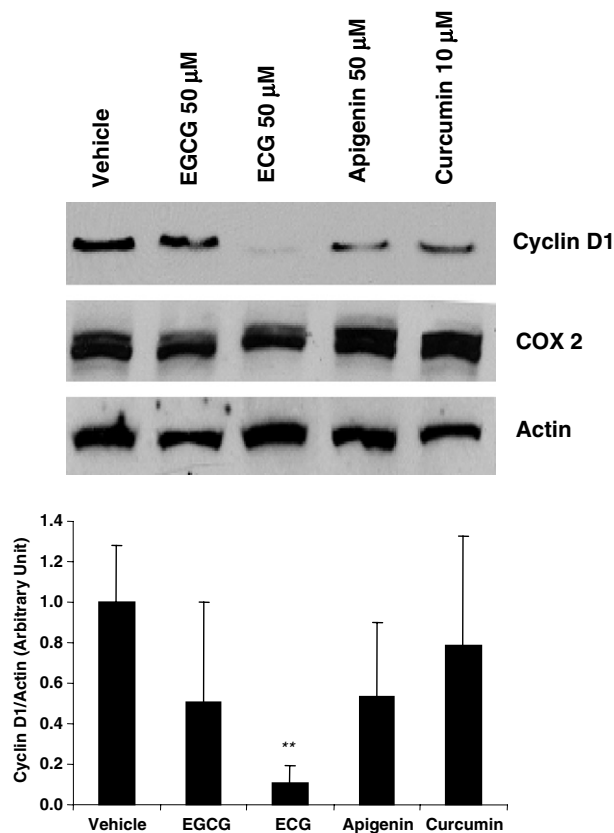 Vehicle
EGCG 50 µM
ECG 50 µM
Apigenin 50 µM
Curcumin 10 µM
Cyclin D1
COX 2
Actin
Cyclin D1/Actin (Arbitrary Unit)
1.4
1.2
1.0
0.8
0.6
0.4
0.2
0.0
**
Vehicle
EGCG
ECG
Apigenin
Curcumin